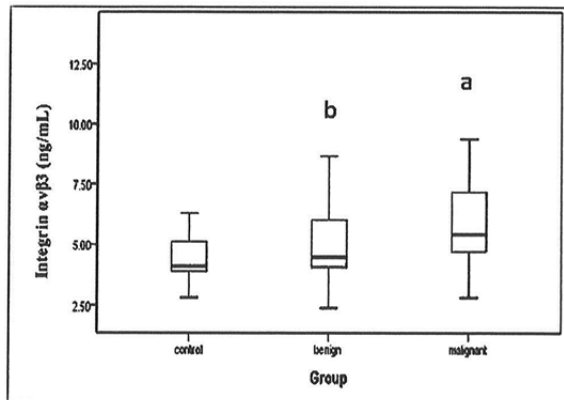 Integrin αvβ3 (ng/mL)
12.50
10.00
7.50
5.00
2.50
b
a
control
benign
malignant
Group